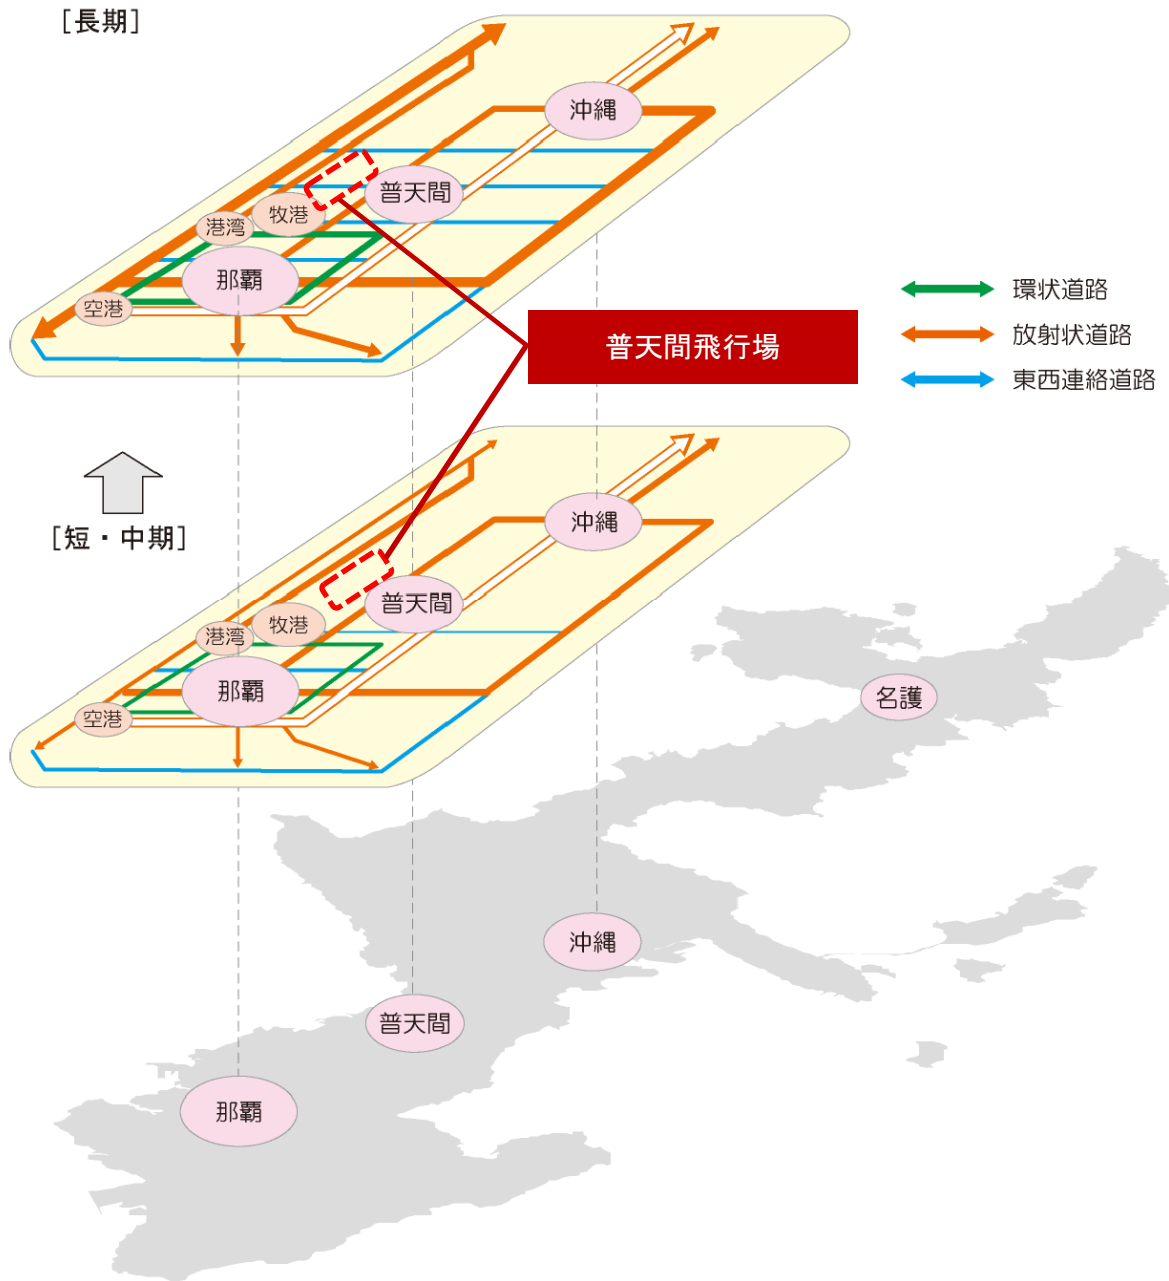 ［長期］
沖縄
普天間
牧港
港湾
那覇
空港
環状道路
放射状道路
東西連絡道路
普天間飛行場
［短・中期］
沖縄
普天間
牧港
港湾
那覇
空港
名護
沖縄
普天間
那覇